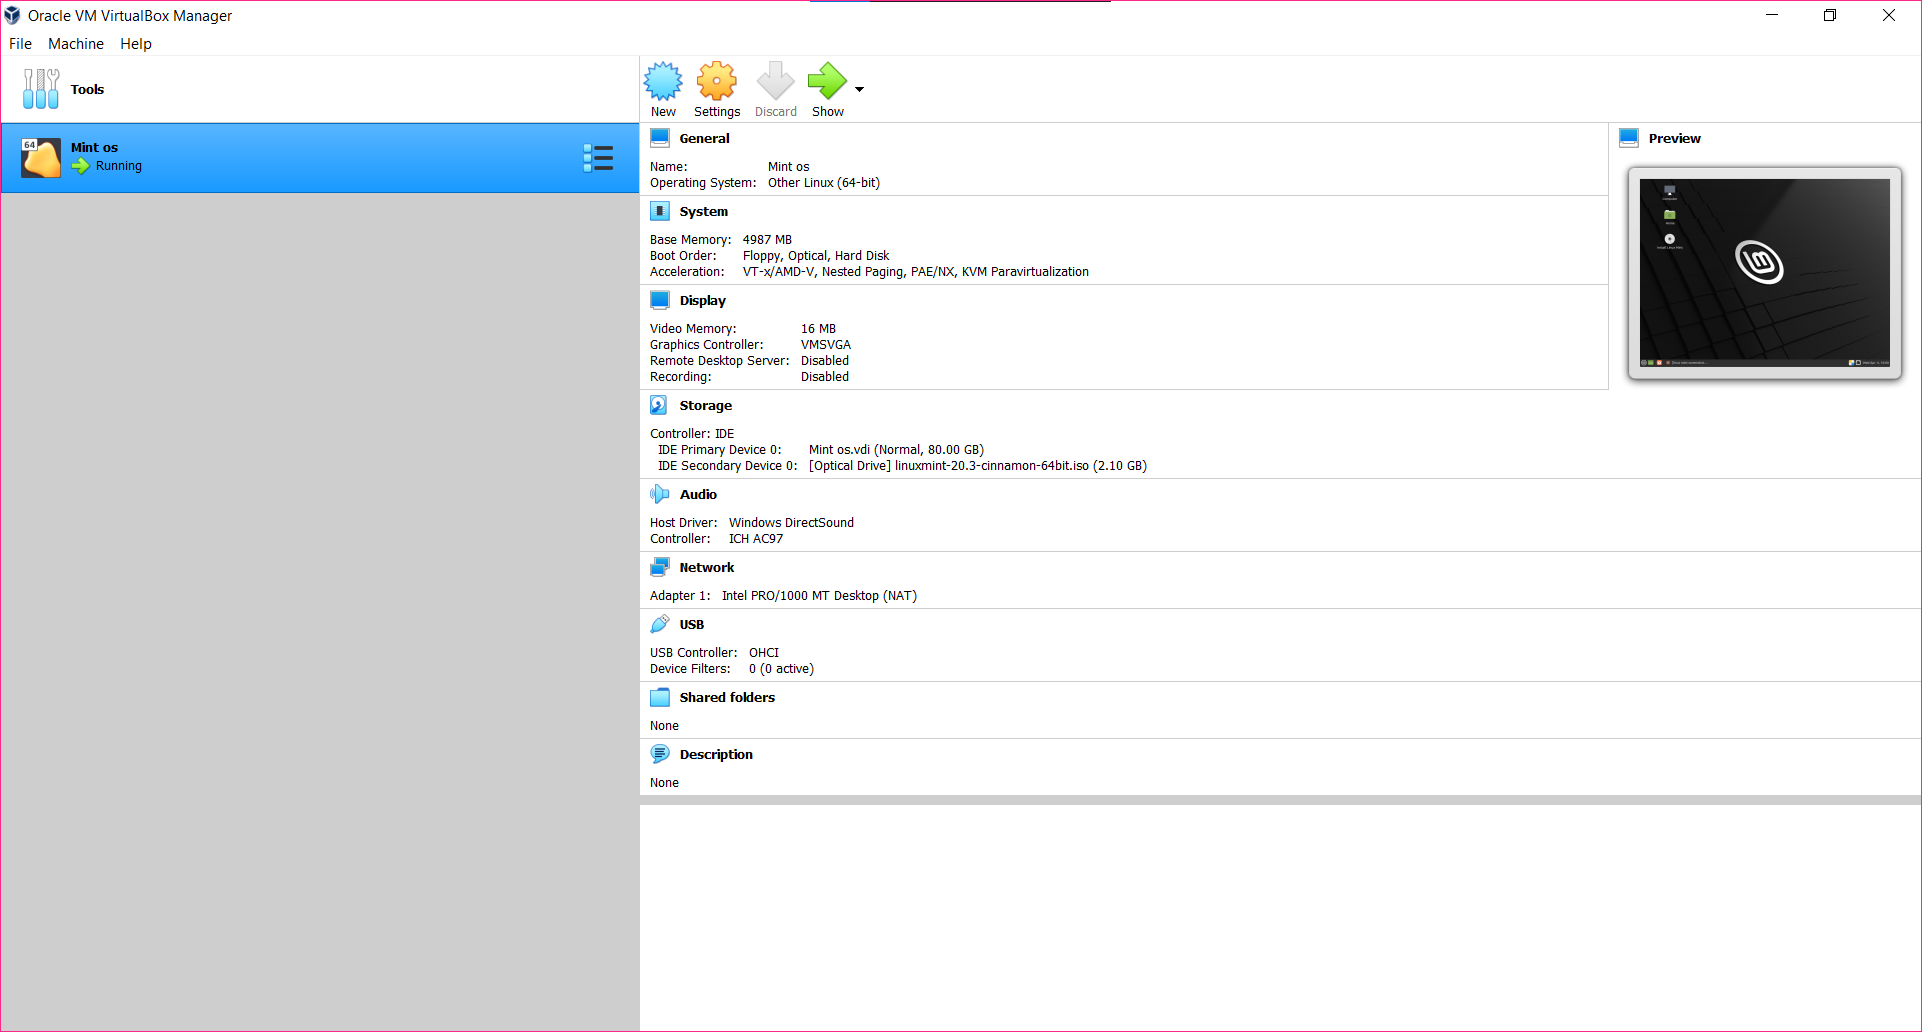 Oracle VM VirtualBox Manager
File Machine Help
Tools
New Settings Discard Show
64
Mint os
Running
General
Name: Mint os
Operating System: Other Linux (64-bit)
System
Base Memory: 4987 MB
Boot Order: Floppy, Optical, Hard Disk
Acceleration: VT-x/AMD-V, Nested Paging, PAE/NX, KVM Paravirtualization
Display
Video Memory: 16 MB
Graphics Controller: VMSVGA
Remote Desktop Server: Disabled
Recording: Disabled
Preview
Computer
Home
Install Linux Mint
Storage
Controller: IDE
IDE Primary Device 0: Mint os.vdi (Normal, 80.00 GB)
IDE Secondary Device 0: [Optical Drive] linuxmint-20.3-cinnamon-64bit.iso (2.10 GB)
Audio
Host Driver: Windows DirectSound
Controller: ICH AC97
Network
Adapter 1: Intel PRO/1000 MT Desktop (NAT)
USB
USB Controller: OHCI
Device Filters: 0 (0 active)
Shared folders
None
Description
None